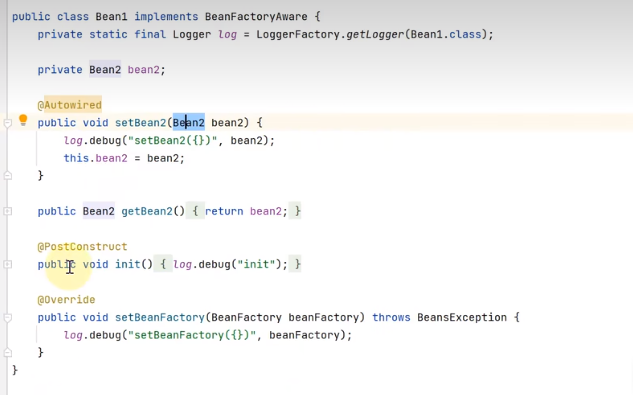 public class Bean1 implements BeanFactoryAware {
private static final Logger log = LoggerFactory.getLogger(Bean1.class);
private Bean2 bean2;
@Autowired
public void setBean2(Bean2 bean2) {
log.debug("setBean2({})", bean2);
this.bean2 = bean2;
}
public Bean2 getBean2() { return bean2; }
@PostConstruct
public void init() { log.debug("init"); }
@Override
public void setBeanFactory(BeanFactory beanFactory) throws BeansException {
log.debug("setBeanFactory({})", beanFactory);
}
}